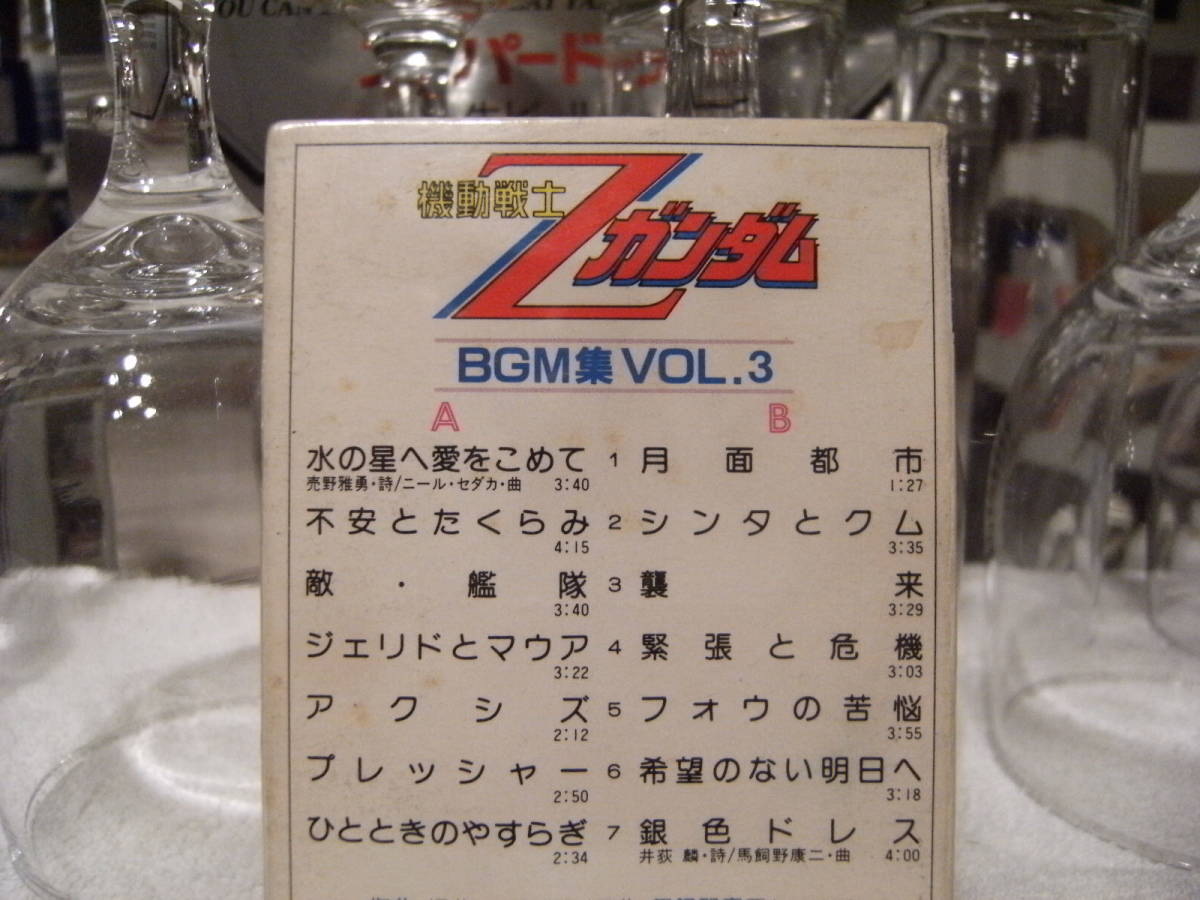 YOU CAN
パード
機動戦士
Zガンダム
BGM集 VOL.3
A B
水の星へ愛をこめて 1 月面都市
売野雅勇・詩/ニール・セダカ・曲 3:40 1:27
不安とたくらみ 2 シンタとクム
4:15 3:35
敵・艦隊 3 襲来
3:40 3:29
ジェリドとマウア 4 緊張と危機
3:22 3:03
アクシズ 5 フォウの苦悩
2:12 3:55
プレッシャー 6 希望のない明日へ
2:50 3:18
ひとときのやすらぎ 7 銀色ドレス
2:34 井荻 麟・詩/馬飼野康二・曲 4:00